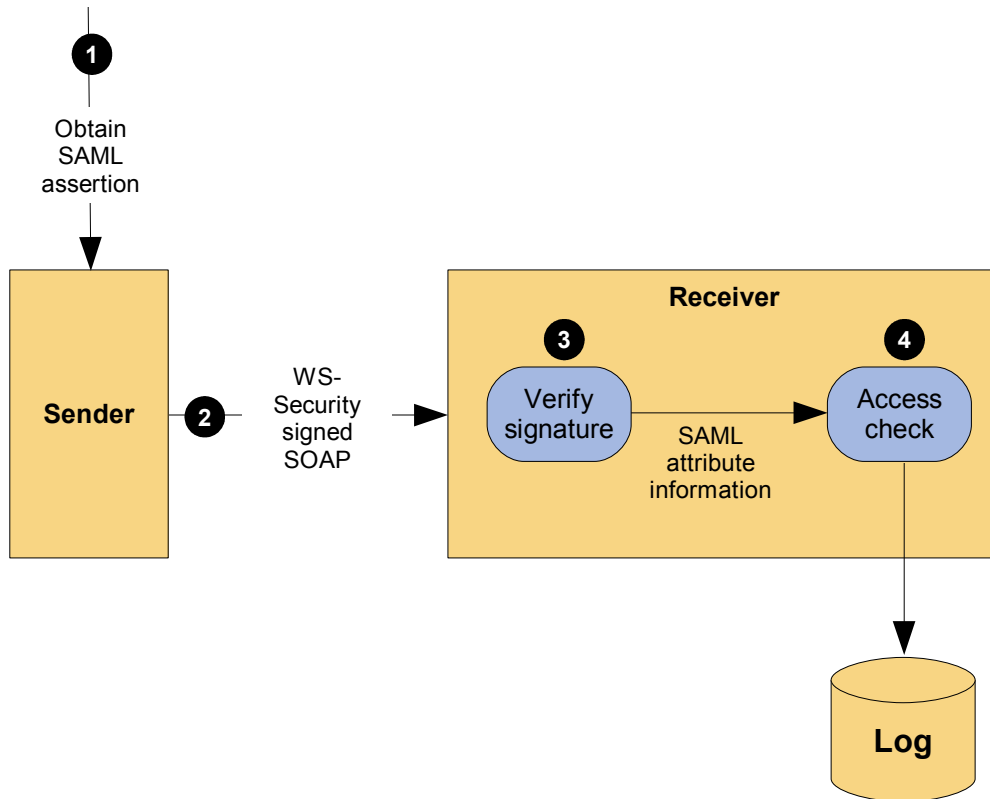 1
Obtain
SAML
assertion
Sender
2
WS-
Security
signed
SOAP
Receiver
3
Verify
signature
SAML
attribute
information
4
Access
check
Log